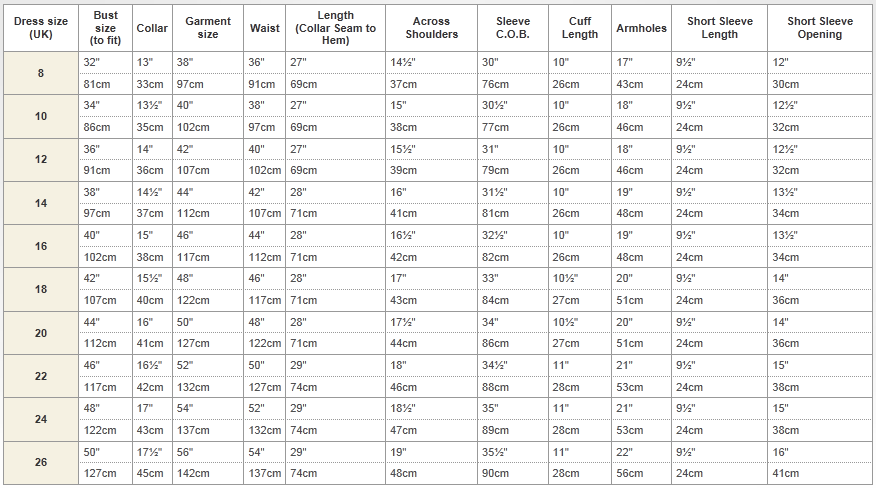 Dress size (UK) Bust size (to fit) Collar Garment size Waist Length (Collar Seam to Hem) Across Shoulders Sleeve C.O.B. Cuff Length Armholes Short Sleeve Length Short Sleeve Opening
8
32" 13" 38" 36" 27" 14½" 30" 10" 17" 9½" 12"
81cm 33cm 97cm 91cm 69cm 37cm 76cm 26cm 43cm 24cm 30cm
10
34" 13½" 40" 38" 27" 15" 30½" 10" 18" 9½" 12½"
86cm 35cm 102cm 97cm 69cm 38cm 77cm 26cm 46cm 24cm 32cm
12
36" 14" 42" 40" 27" 15½" 31" 10" 18" 9½" 12½"
91cm 36cm 107cm 102cm 69cm 39cm 79cm 26cm 46cm 24cm 32cm
14
38" 14½" 44" 42" 28" 16" 31½" 10" 19" 9½" 13½"
97cm 37cm 112cm 107cm 71cm 41cm 81cm 26cm 48cm 24cm 34cm
16
40" 15" 46" 44" 28" 16½" 32½" 10" 19" 9½" 13½"
102cm 38cm 117cm 112cm 71cm 42cm 82cm 26cm 48cm 24cm 34cm
18
42" 15½" 48" 46" 28" 17" 33" 10½" 20" 9½" 14"
107cm 40cm 122cm 117cm 71cm 43cm 84cm 27cm 51cm 24cm 36cm
20
44" 16" 50" 48" 28" 17½" 34" 10½" 20" 9½" 14"
112cm 41cm 127cm 122cm 71cm 44cm 86cm 27cm 51cm 24cm 36cm
22
46" 16½" 52" 50" 29" 18" 34½" 11" 21" 9½" 15"
117cm 42cm 132cm 127cm 74cm 46cm 88cm 28cm 53cm 24cm 38cm
24
48" 17" 54" 52" 29" 18½" 35" 11" 21" 9½" 15"
122cm 43cm 137cm 132cm 74cm 47cm 89cm 28cm 53cm 24cm 38cm
26
50" 17½" 56" 54" 29" 19" 35½" 11" 22" 9½" 16"
127cm 45cm 142cm 137cm 74cm 48cm 90cm 28cm 56cm 24cm 41cm